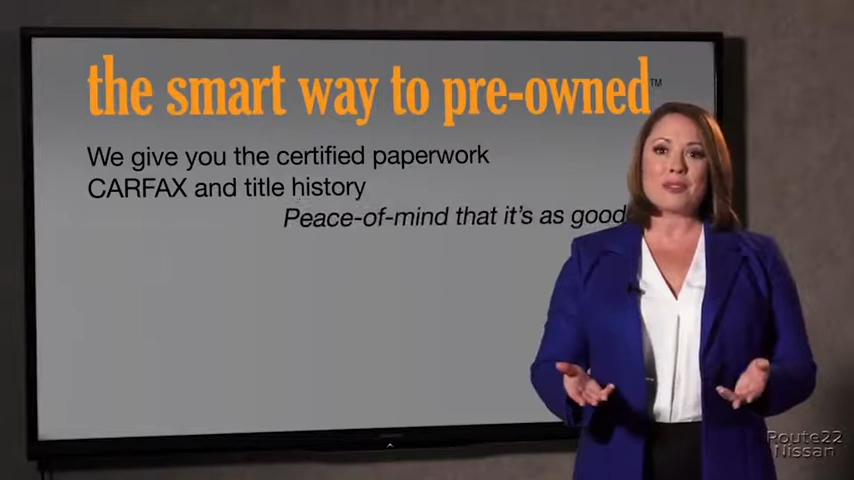 the smart way to pre-owned™
We give you the certified paperwork
CARFAX and title history
Peace-of-mind that it's as good
Route22
Nissan